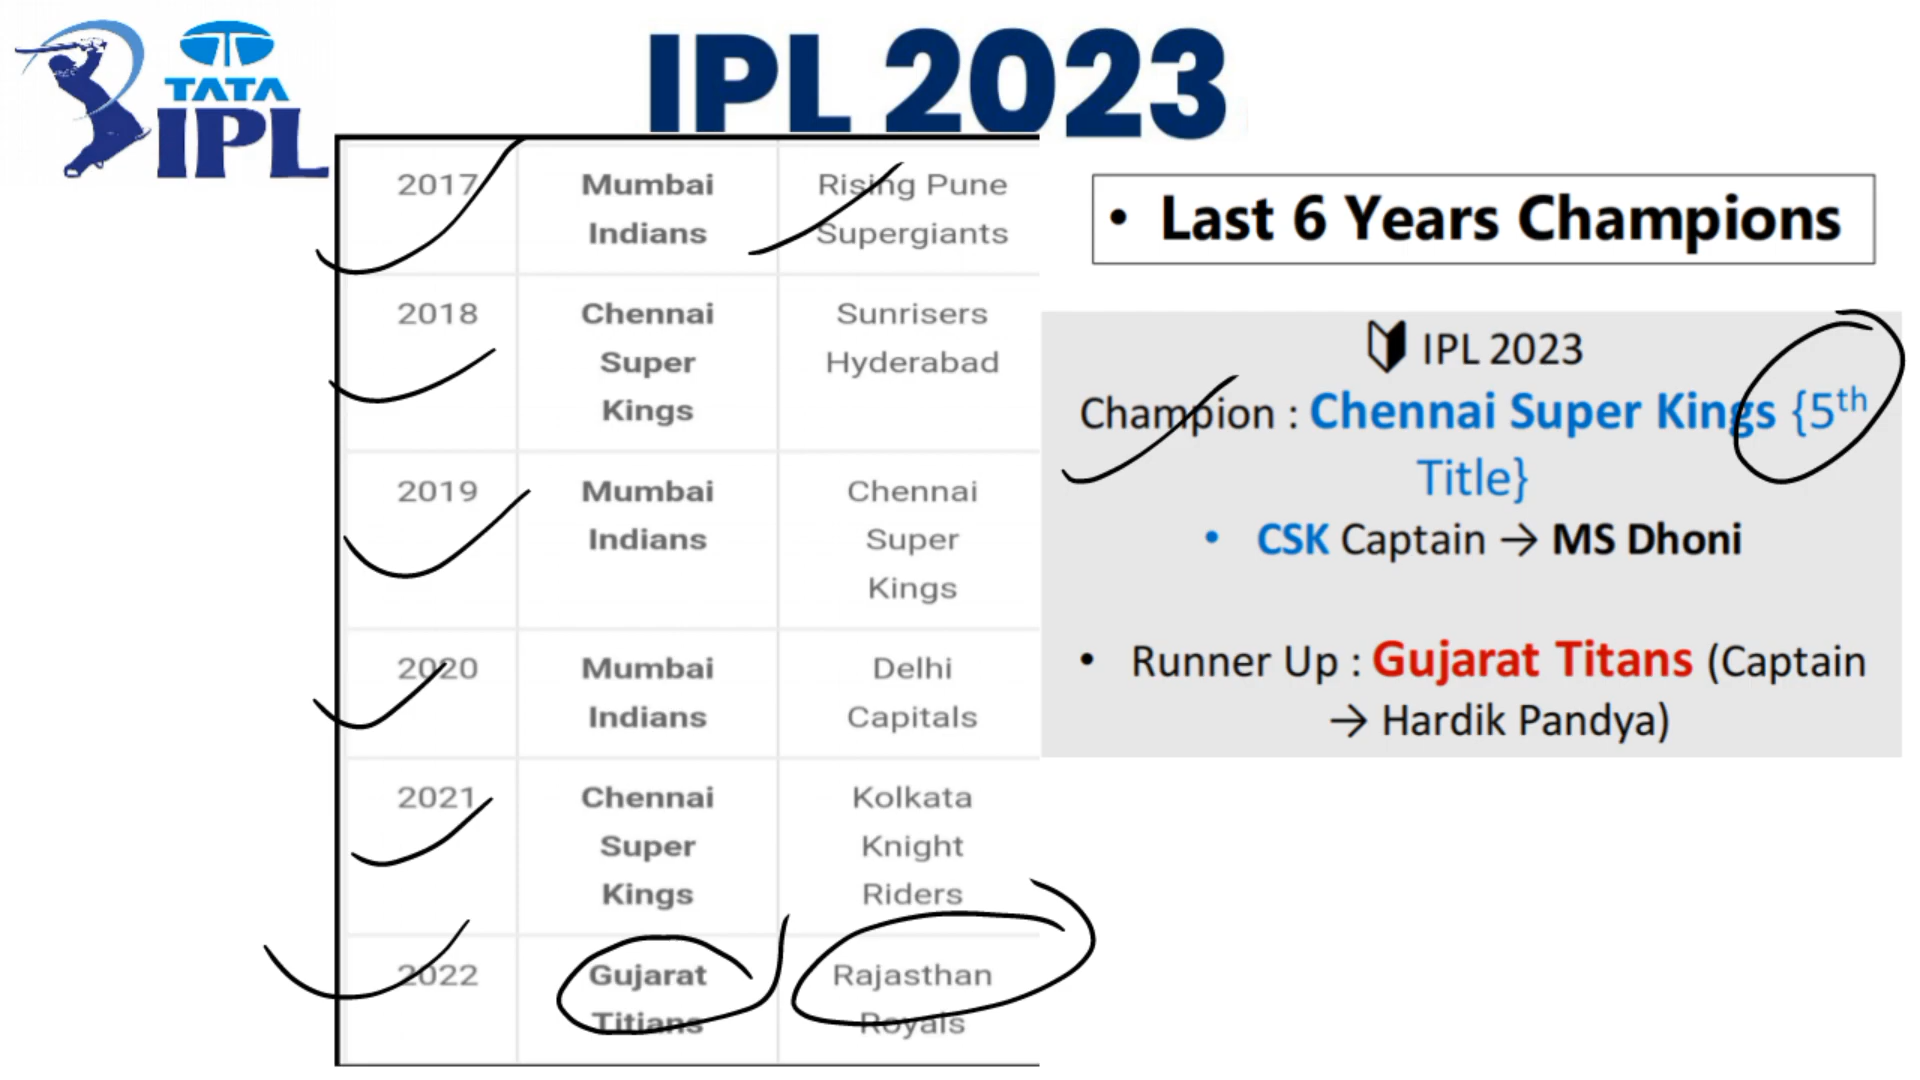 TATA
IPL
IPL 2023
2017 Mumbai Rising Pune
Indians Supergiants
2018 Chennai Sunrisers
Super Hyderabad
Kings
2019 Mumbai Chennai
Indians Super
Kings
2020 Mumbai Delhi
Indians Capitals
2021 Chennai Kolkata
Super Knight
Kings Riders
2022 Gujarat Rajasthan
Titians Royals
• Last 6 Years Champions
🔰 IPL 2023
Champion : Chennai Super Kings {5th
Title}
• CSK Captain → MS Dhoni
• Runner Up : Gujarat Titans (Captain
→ Hardik Pandya)